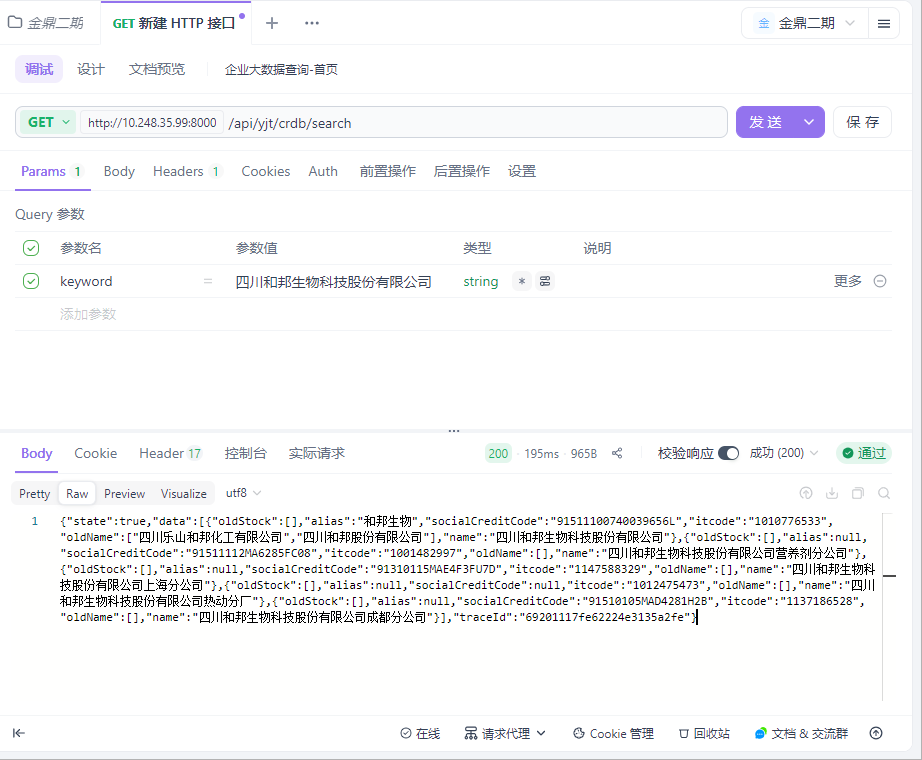 金鼎二期
GET 新建 HTTP 接口
金 金鼎二期
调试 设计 文档预览 企业大数据查询-首页
GET http://10.248.35.99:8000 /api/yjt/crdb/search 发 送 保 存
Params 1 Body Headers 1 Cookies Auth 前置操作 后置操作 设置
Query 参数
参数名 参数值 类型 说明
keyword = 四川和邦生物科技股份有限公司 string * 更多
添加参数
Body Cookie Header 17 控制台 实际请求 200 · 195ms · 965B 校验响应 成功 (200) 通过
Pretty Raw Preview Visualize utf8
1 {"state":true,"data":[{"oldStock":[],"alias":"和邦生物","socialCreditCode":"91511100740039656L","itcode":"1010776533",
"oldName":["四川乐山和邦化工有限公司","四川和邦股份有限公司"],"name":"四川和邦生物科技股份有限公司"},{"oldStock":[],"alias":null,
"socialCreditCode":"91511112MA6285FC08","itcode":"1001482997","oldName":[],"name":"四川和邦生物科技股份有限公司营养剂分公司"},
{"oldStock":[],"alias":null,"socialCreditCode":"91310115MAE4F3FU7D","itcode":"1147588329","oldName":[],"name":"四川和邦生物科
技股份有限公司上海分公司"},{"oldStock":[],"alias":null,"socialCreditCode":null,"itcode":"1012475473","oldName":[],"name":"四川
和邦生物科技股份有限公司热动分厂"},{"oldStock":[],"alias":null,"socialCreditCode":"91510105MAD4281H2B","itcode":"1137186528",
"oldName":[],"name":"四川和邦生物科技股份有限公司成都分公司"}],"traceId":"69201117fe62224e3135a2fe"}
在线 请求代理 Cookie 管理 回收站 文档 & 交流群